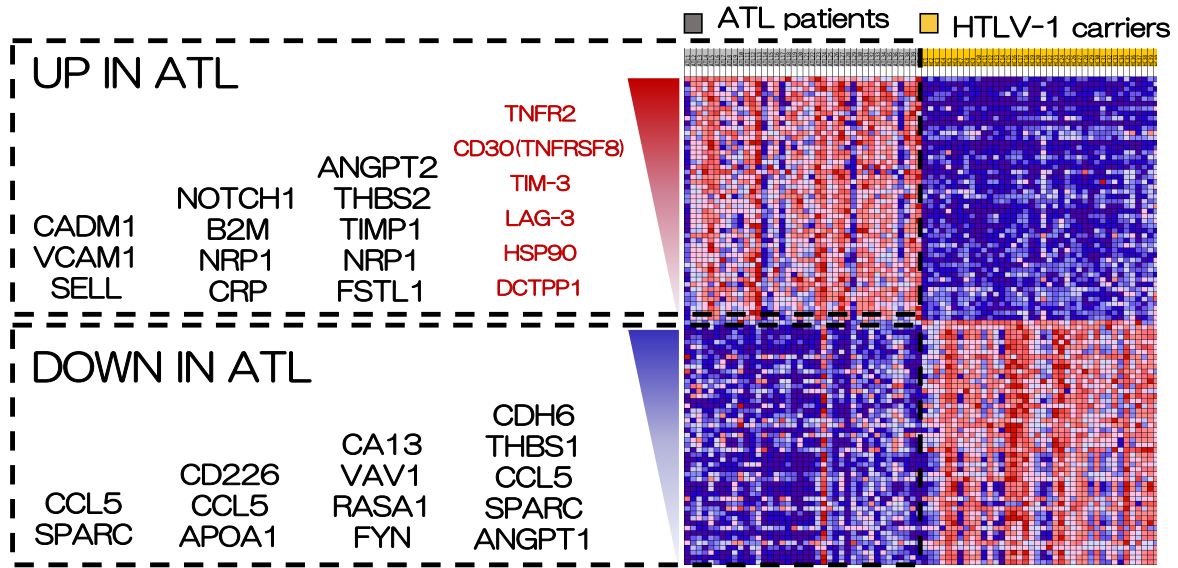 ATL patients
HTLV-1 carriers
UP IN ATL
CADM1
VCAM1
SELL
NOTCH1
B2M
NRP1
CRP
ANGPT2
THBS2
TIMP1
NRP1
FSTL1
TNFR2
CD30(TNFRSF8)
TIM-3
LAG-3
HSP90
DCTPP1
DOWN IN ATL
CCL5
SPARC
CD226
CCL5
APOA1
CA13
VAV1
RASA1
FYN
CDH6
THBS1
CCL5
SPARC
ANGPT1